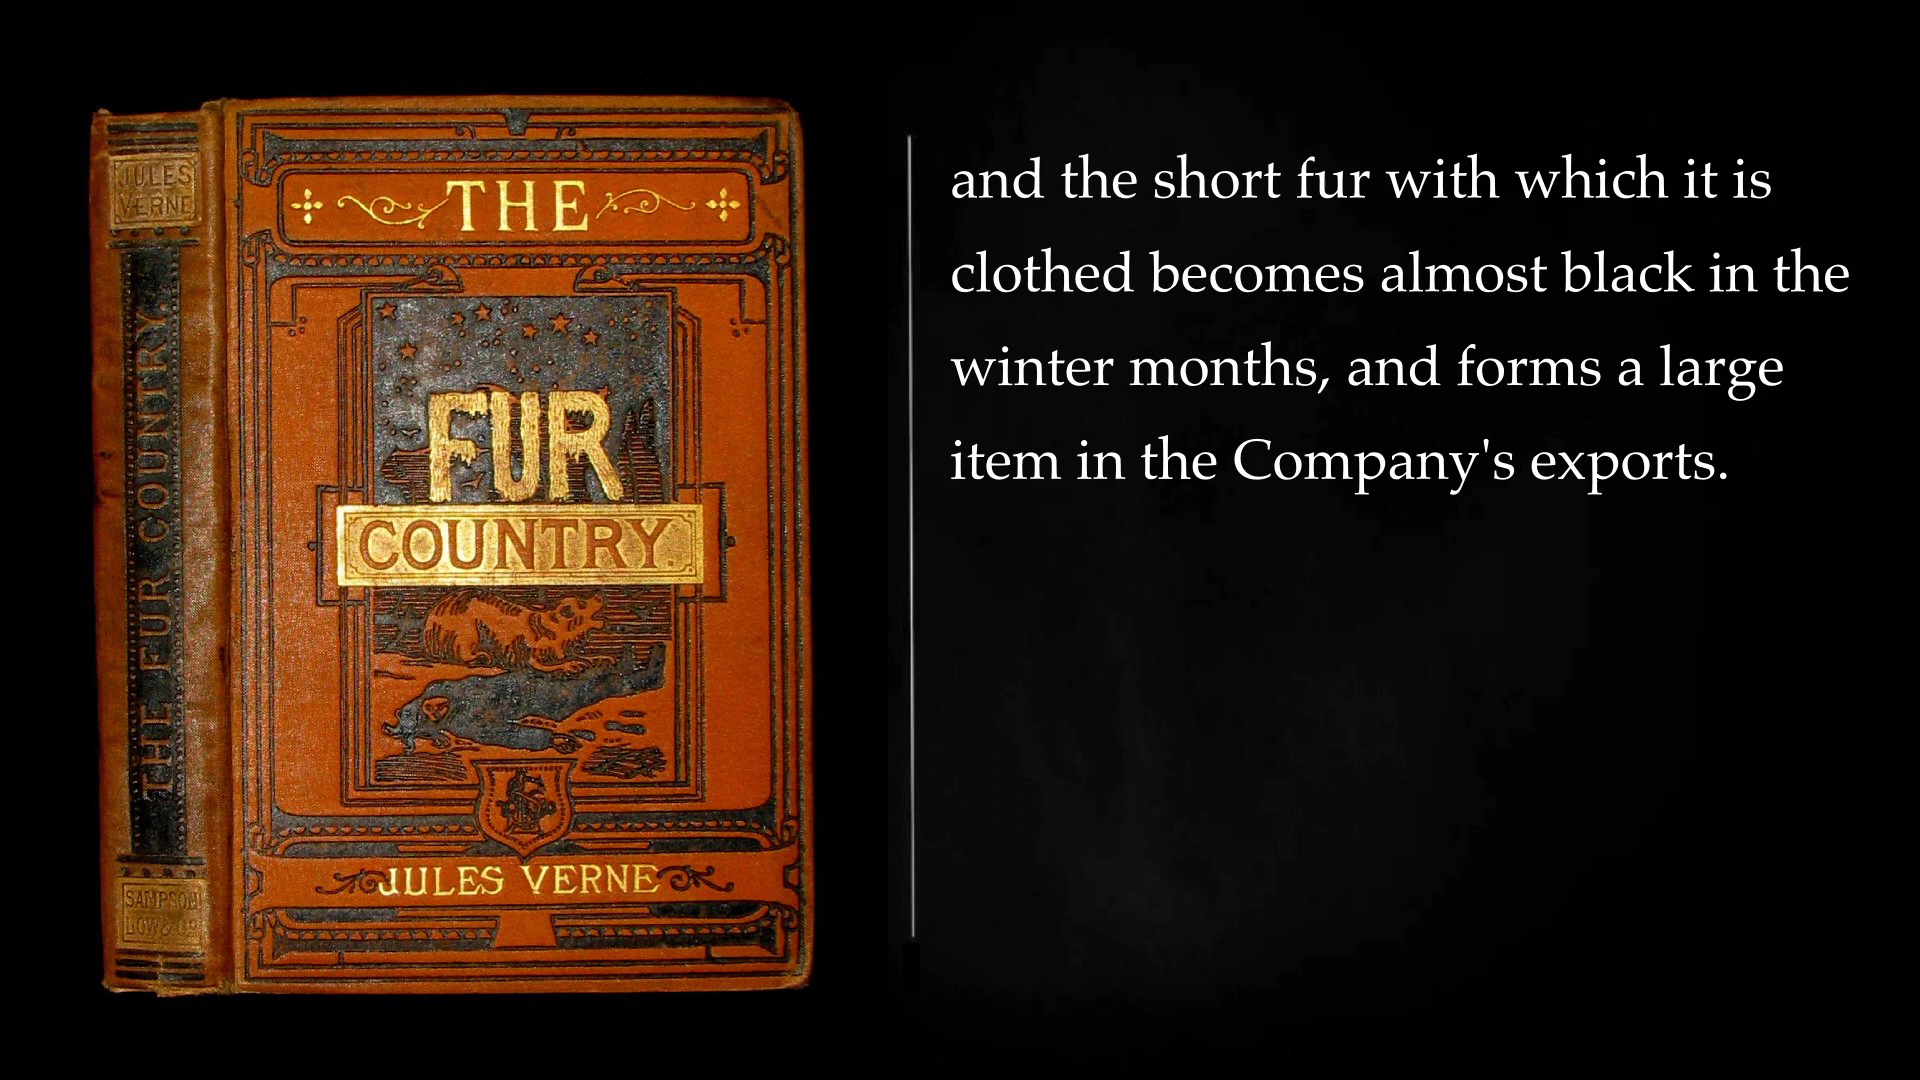 JULES
VERNE
THE FUR COUNTRY.
SAMPSON
LOW & Co
THE
FUR
COUNTRY.
JULES VERNE
and the short fur with which it is
clothed becomes almost black in the
winter months, and forms a large
item in the Company's exports.